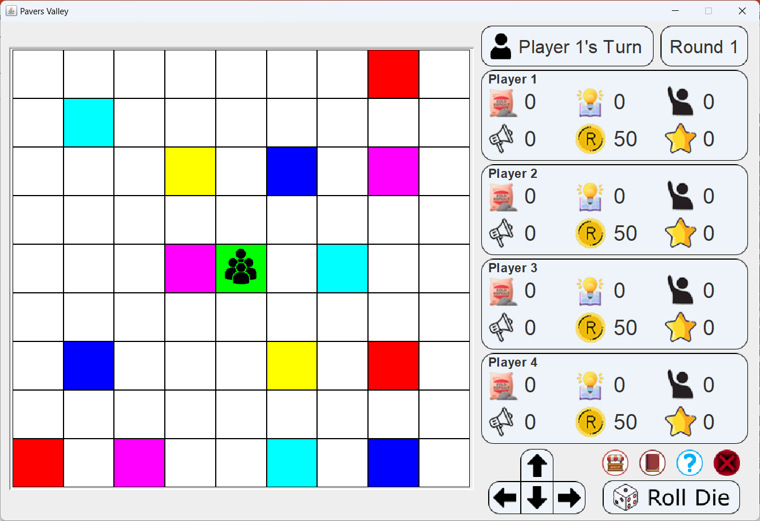 Pavers Valley
Player 1's Turn
Round 1
Player 1
0 0 0
0 R 50 0
Player 2
0 0 0
0 R 50 0
Player 3
0 0 0
0 R 50 0
Player 4
0 0 0
0 R 50 0
?
Roll Die